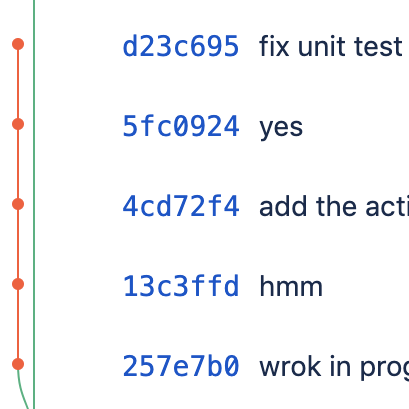 d23c695 fix unit test
5fc0924 yes
4cd72f4 add the acti
13c3ffd hmm
257e7b0 wrok in prog